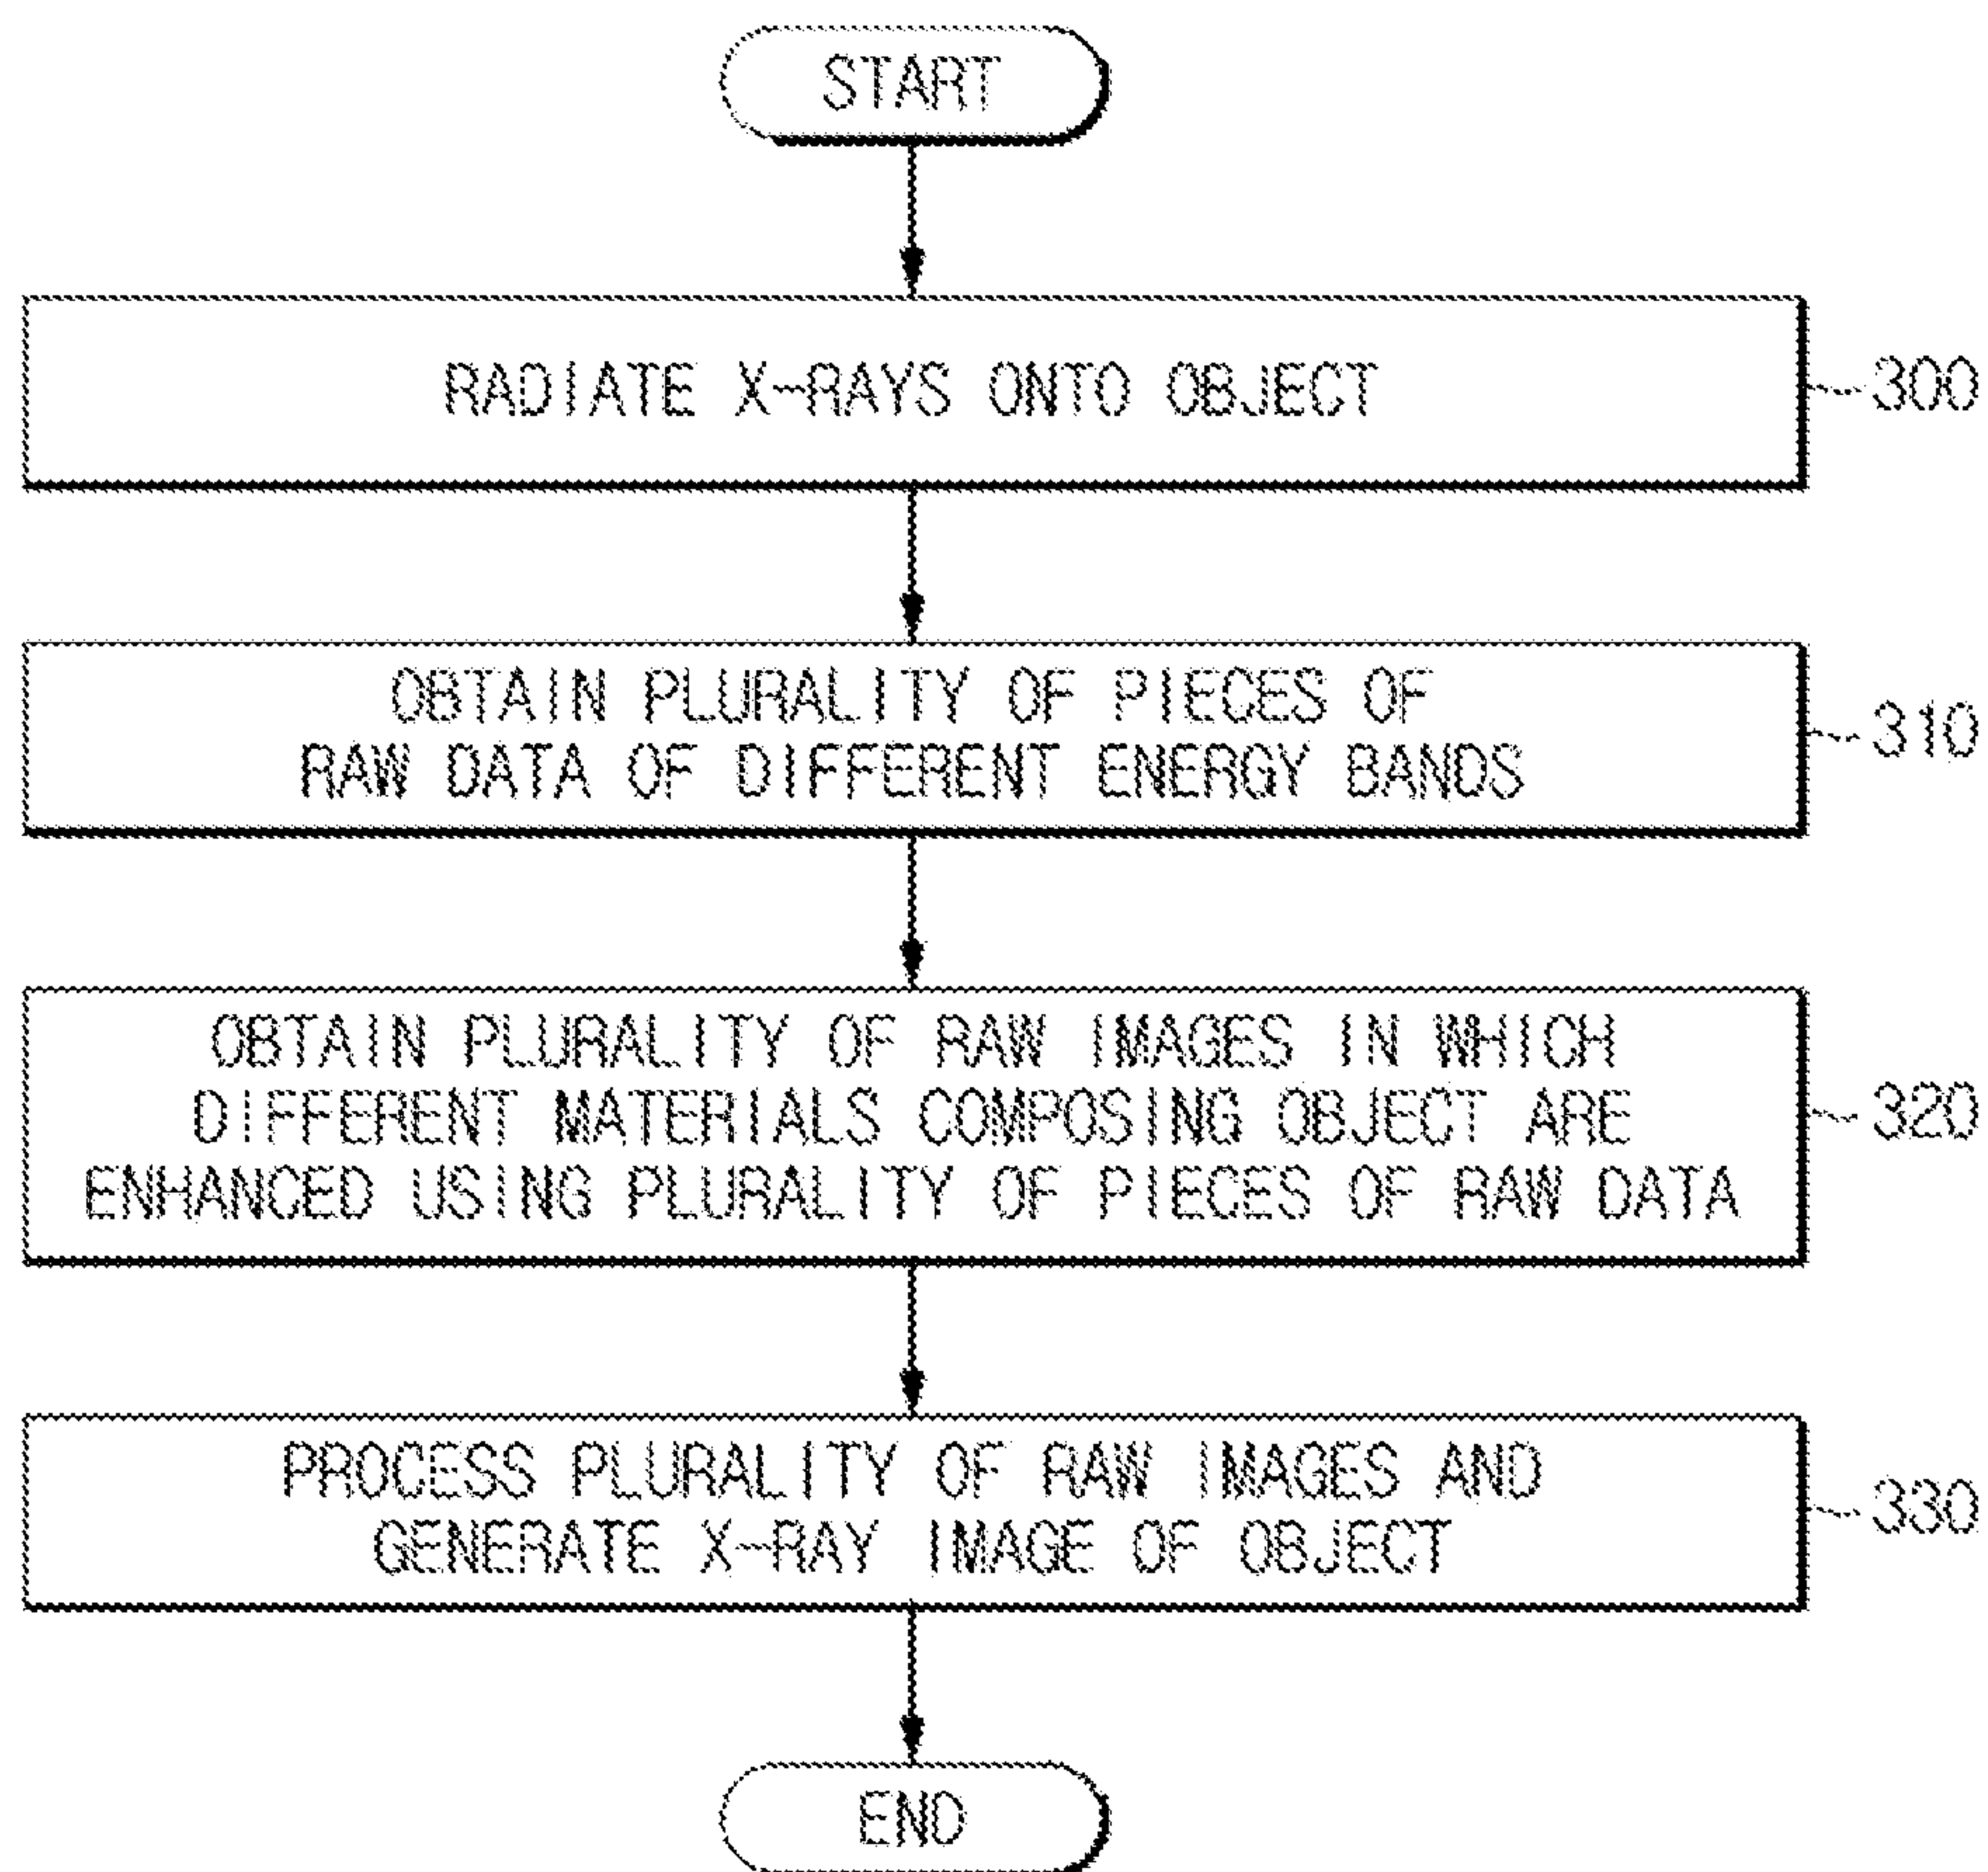 START
RADIATE X-RAYS ONTO OBJECT
300
OBTAIN PLURALITY OF PIECES OF
RAW DATA OF DIFFERENT ENERGY BANDS
310
OBTAIN PLURALITY OF RAW IMAGES IN WHICH
DIFFERENT MATERIALS COMPOSING OBJECT ARE
ENHANCED USING PLURALITY OF PIECES OF RAW DATA
320
PROCESS PLURALITY OF RAW IMAGES AND
GENERATE X-RAY IMAGE OF OBJECT
330
END